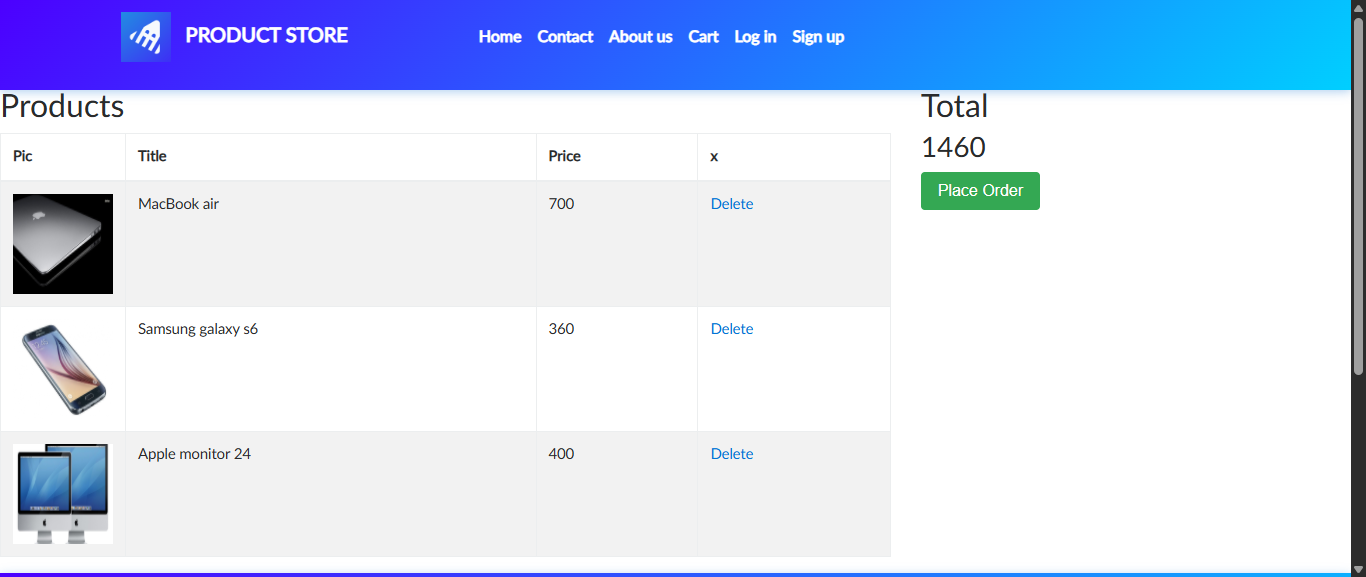 PRODUCT STORE
Home Contact About us Cart Log in Sign up
Products
Pic Title Price x
MacBook air 700 Delete
Samsung galaxy s6 360 Delete
Apple monitor 24 400 Delete
Total
1460
Place Order